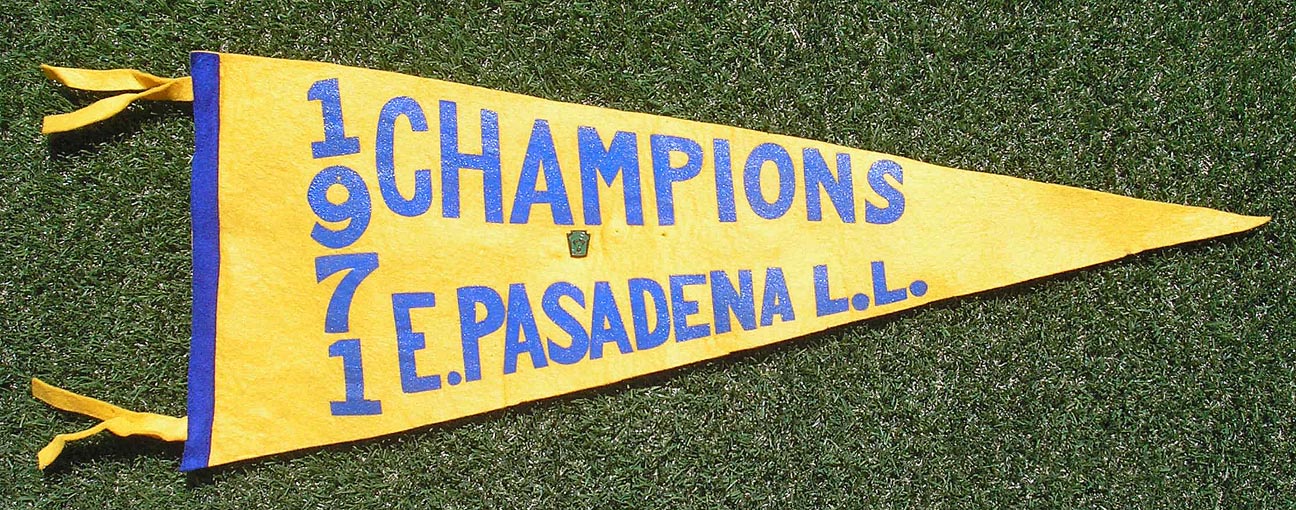 1971
CHAMPIONS
E. PASADENA L.L.